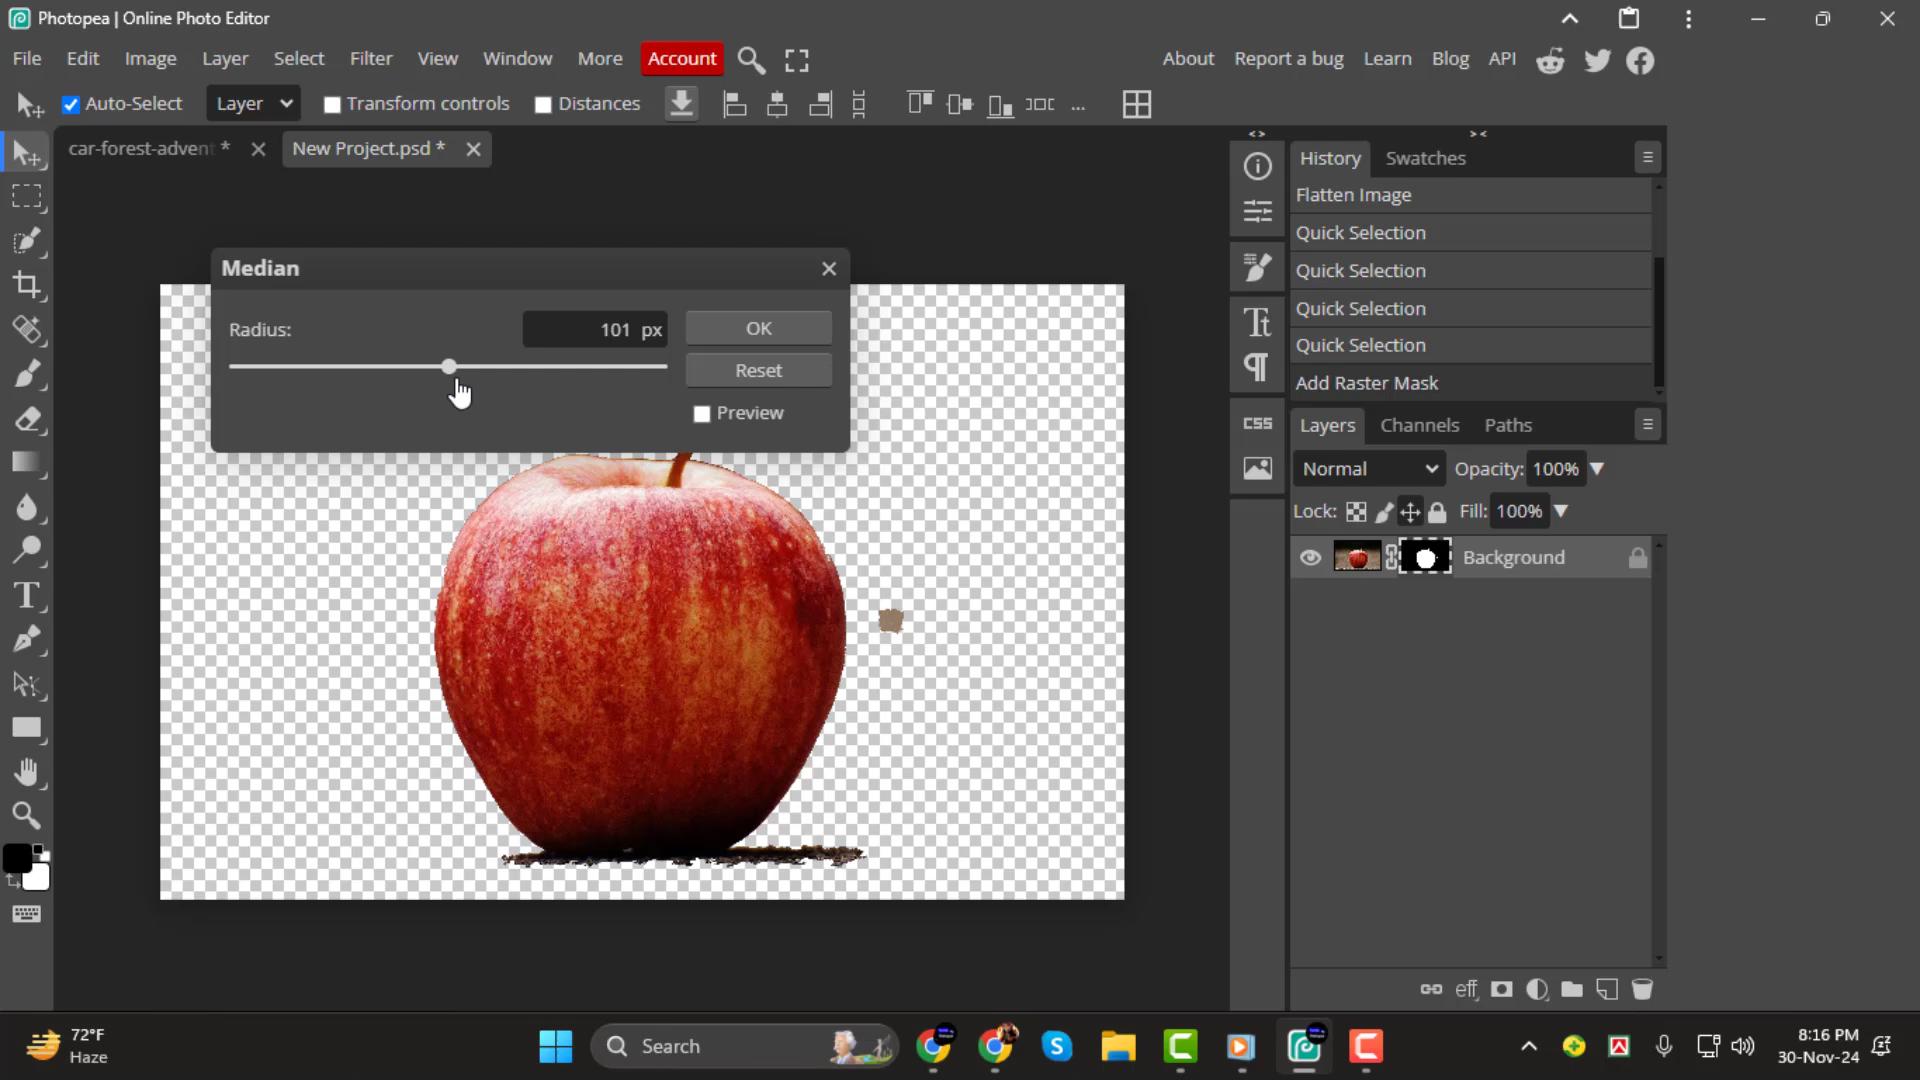 Photopea | Online Photo Editor
File Edit Image Layer Select Filter View Window More Account About Report a bug Learn Blog API
Auto-Select Layer Transform controls Distances ...
car-forest-advent * New Project.psd *
History Swatches
Flatten Image
Quick Selection
Quick Selection
Quick Selection
Quick Selection
Add Raster Mask
Median
Radius: 101 px OK
Reset
Preview
CSS
Layers Channels Paths
Normal Opacity: 100%
Lock: Fill: 100%
Background
eff
72°F
Haze
Search
8:16 PM
30-Nov-24